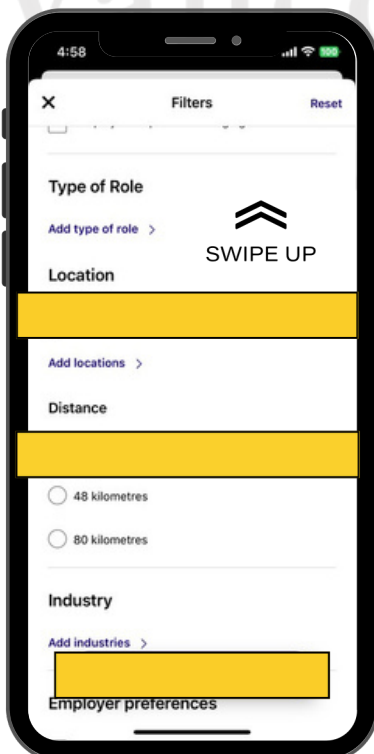 4:58
100
× Filters Reset
Type of Role
Add type of role >
SWIPE UP
Location
Add locations >
Distance
48 kilometres
80 kilometres
Industry
Add industries >
Employer preferences